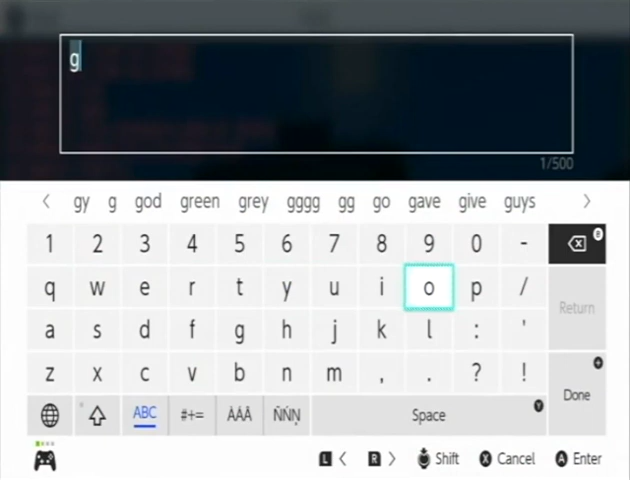 g
1/500
< gy g god green grey gggg gg go gave give guys >
1 2 3 4 5 6 7 8 9 0 -
q w e r t y u i o p /
Return
a s d f g h j k l : '
z x c v b n m , . ? !
Done
ABC #+= ÀÁÂ ÑŃŅ Space
L < R > Shift X Cancel A Enter